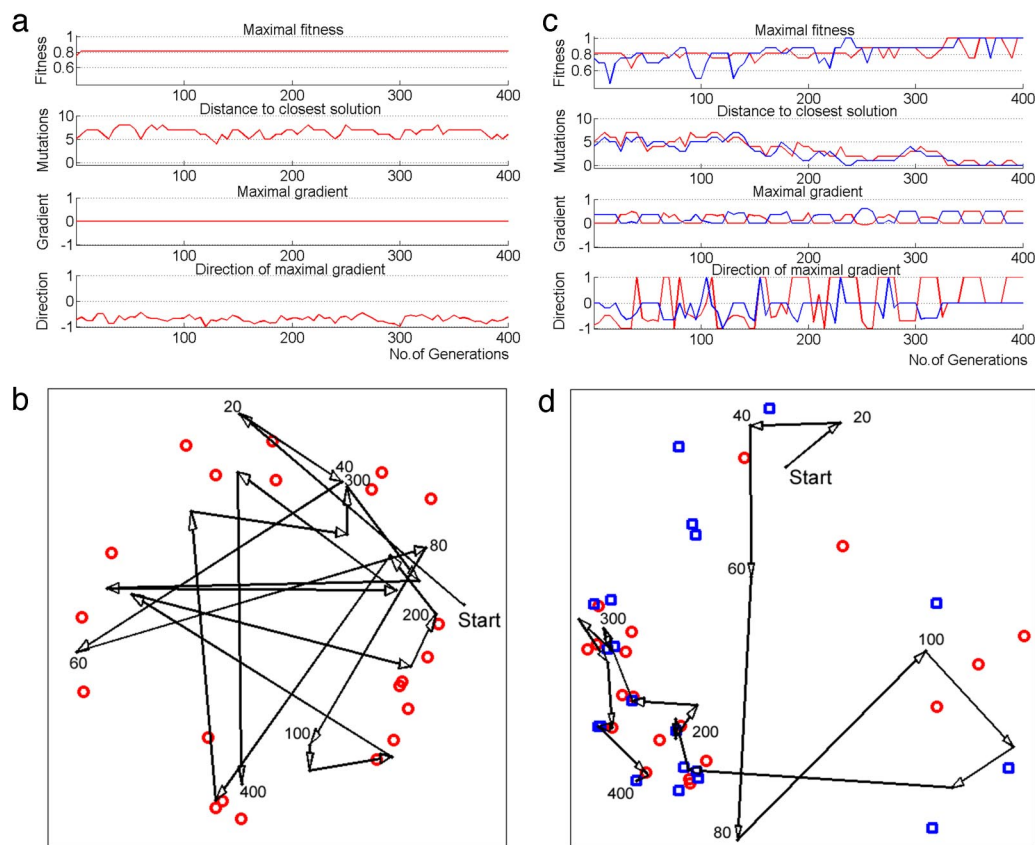 a
Maximal fitness
Fitness
1
0.8
0.6
100 200 300 400
Distance to closest solution
Mutations
10
5
0
100 200 300 400
Maximal gradient
Gradient
1
0
-1
100 200 300 400
Direction of maximal gradient
Direction
1
0
-1
100 200 300 400
No.of Generations
b
20
40
300
80
200
Start
60
100
400
c
Maximal fitness
Fitness
1
0.8
0.6
100 200 300 400
Distance to closest solution
Mutations
10
5
0
100 200 300 400
Maximal gradient
Gradient
1
0
-1
100 200 300 400
Direction of maximal gradient
Direction
1
0
-1
100 200 300 400
No.of Generations
d
40 20
Start
60
300
100
200
400
80